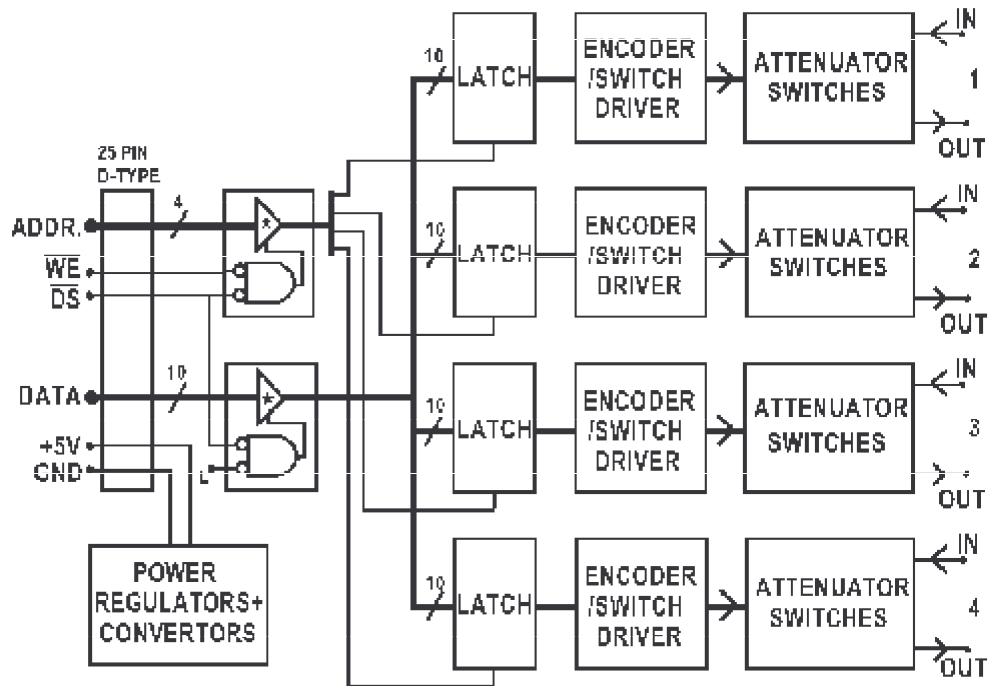 10
LATCH
ENCODER
/SWITCH
DRIVER
ATTENUATOR
SWITCHES
IN
1
OUT
25 PIN
D-TYPE
ADDR.
4
*
WE
DS
10
LATCH
ENCODER
/SWITCH
DRIVER
ATTENUATOR
SWITCHES
IN
2
OUT
DATA
10
*
+5V
GND
L
10
LATCH
ENCODER
/SWITCH
DRIVER
ATTENUATOR
SWITCHES
IN
3
OUT
POWER
REGULATORS+
CONVERTORS
10
LATCH
ENCODER
/SWITCH
DRIVER
ATTENUATOR
SWITCHES
IN
4
OUT